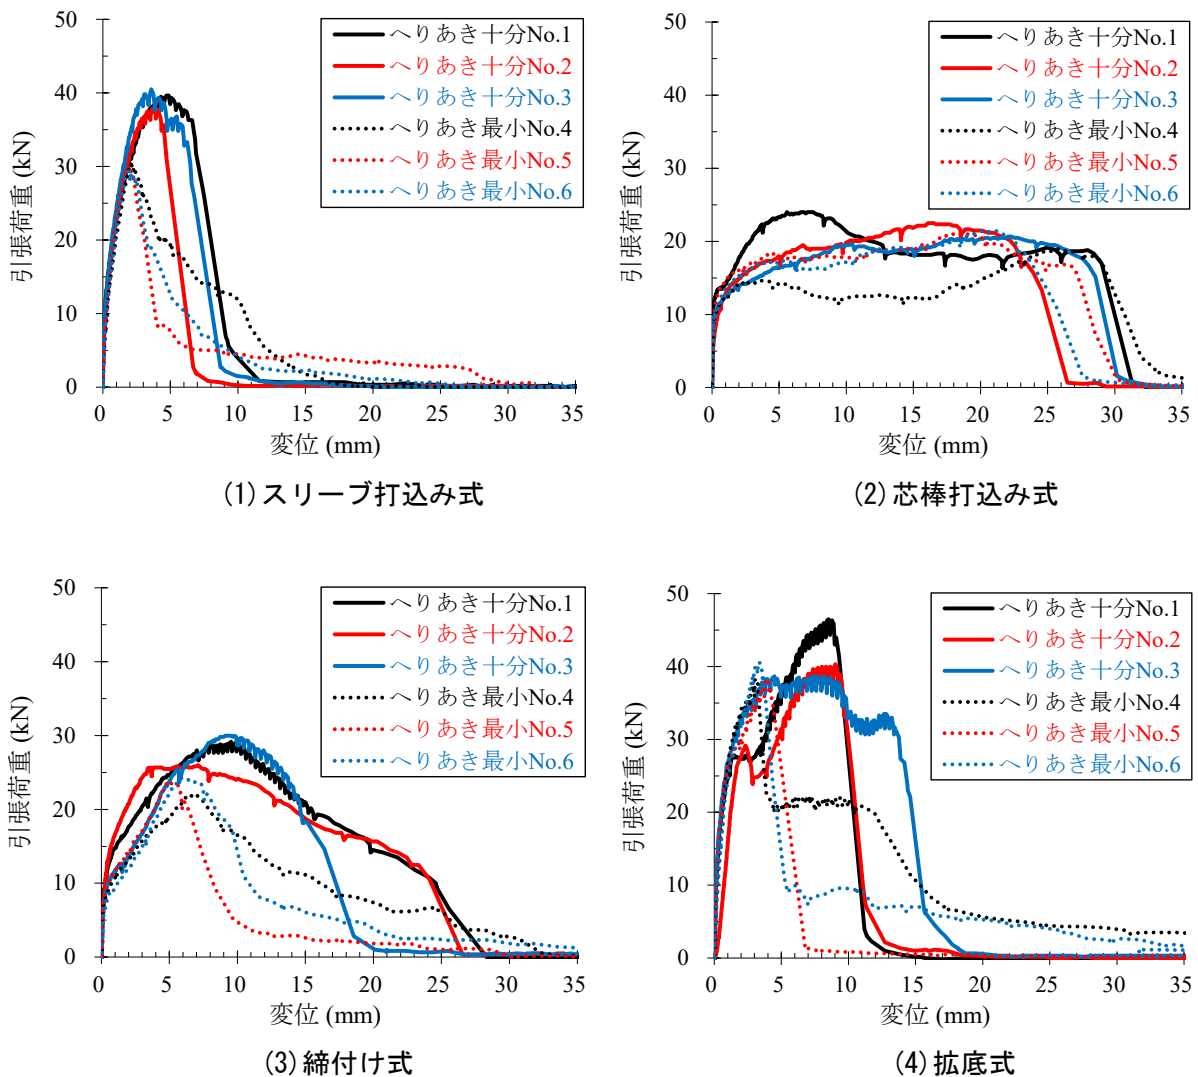 引張荷重 (kN)
50
40
30
20
10
0
へりあき十分No.1
へりあき十分No.2
へりあき十分No.3
へりあき最小No.4
へりあき最小No.5
へりあき最小No.6
0 5 10 15 20 25 30 35
変位 (mm)
(1)スリーブ打込み式
引張荷重 (kN)
50
40
30
20
10
0
へりあき十分No.1
へりあき十分No.2
へりあき十分No.3
へりあき最小No.4
へりあき最小No.5
へりあき最小No.6
0 5 10 15 20 25 30 35
変位 (mm)
(2)芯棒打込み式
引張荷重 (kN)
50
40
30
20
10
0
へりあき十分No.1
へりあき十分No.2
へりあき十分No.3
へりあき最小No.4
へりあき最小No.5
へりあき最小No.6
0 5 10 15 20 25 30 35
変位 (mm)
(3)締付け式
引張荷重 (kN)
50
40
30
20
10
0
へりあき十分No.1
へりあき十分No.2
へりあき十分No.3
へりあき最小No.4
へりあき最小No.5
へりあき最小No.6
0 5 10 15 20 25 30 35
変位 (mm)
(4)拡底式